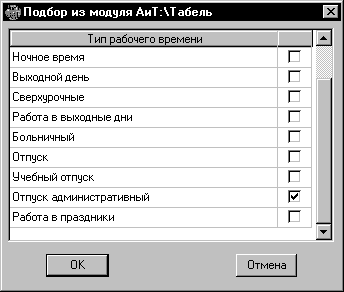 Подбор из модуля АиТ:\Табель
Тип рабочего времени
Ночное время
Выходной день
Сверхурочные
Работа в выходные дни
Больничный
Отпуск
Учебный отпуск
Отпуск административный
Работа в праздники
OK
Отмена